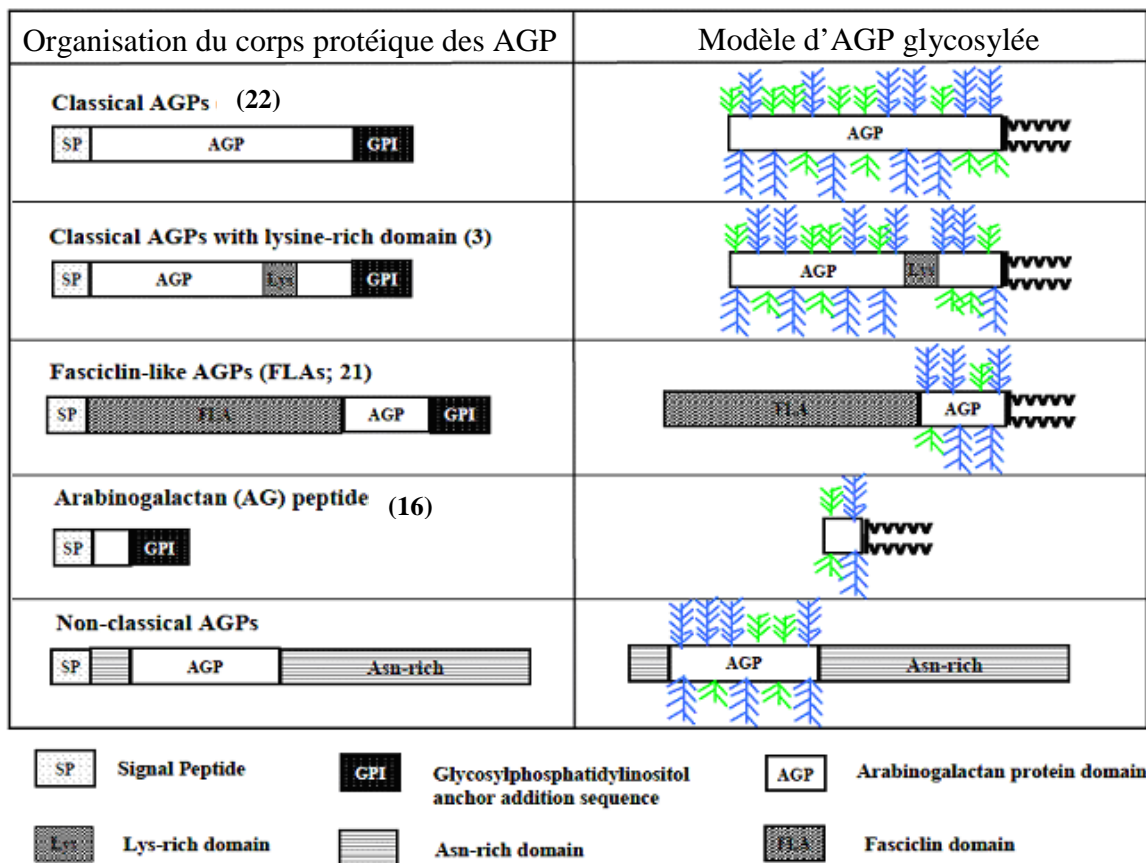 Organisation du corps protéique des AGP
Modèle d’AGP glycosylée
Classical AGPs (22)
SP AGP GPI
AGP
Classical AGPs with lysine-rich domain (3)
SP AGP Lys GPI
AGP Lys
Fasciclin-like AGPs (FLAs; 21)
SP FLA AGP GPI
FLA AGP
Arabinogalactan (AG) peptide (16)
SP GPI
Non-classical AGPs
SP AGP Asn-rich
AGP Asn-rich
SP Signal Peptide
GPI Glycosylphosphatidylinositol
anchor addition sequence
AGP Arabinogalactan protein domain
Lys Lys-rich domain
Asn-rich domain
FLA Fasciclin domain